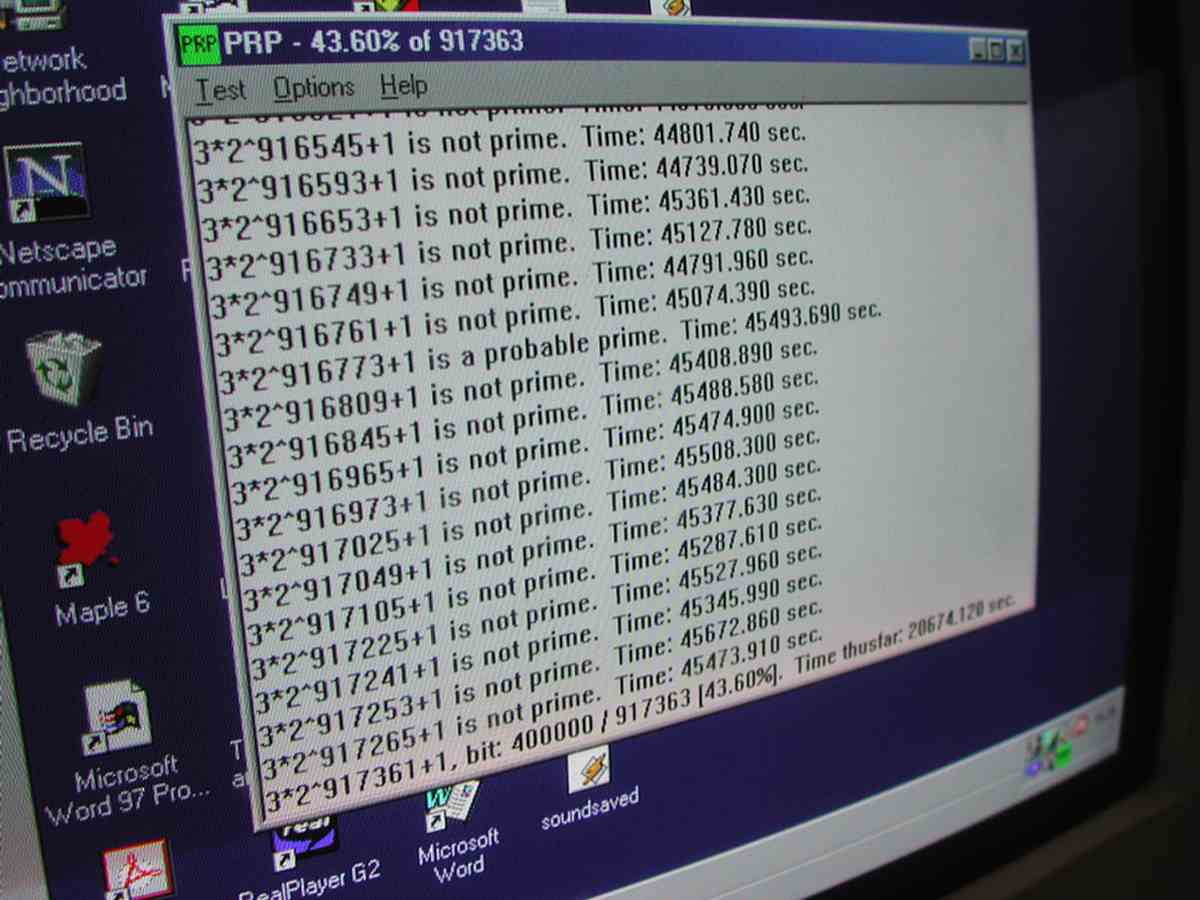 PRP PRP - 43.60% of 917363
Test Options Help
3*2^916545+1 is not prime. Time: 44801.740 sec.
3*2^916593+1 is not prime. Time: 44739.070 sec.
3*2^916653+1 is not prime. Time: 45361.430 sec.
3*2^916733+1 is not prime. Time: 45127.780 sec.
3*2^916749+1 is not prime. Time: 44791.960 sec.
3*2^916761+1 is not prime. Time: 45074.390 sec.
3*2^916773+1 is a probable prime. Time: 45493.690 sec.
3*2^916809+1 is not prime. Time: 45408.890 sec.
3*2^916845+1 is not prime. Time: 45488.580 sec.
3*2^916965+1 is not prime. Time: 45474.900 sec.
3*2^916973+1 is not prime. Time: 45508.300 sec.
3*2^917025+1 is not prime. Time: 45484.300 sec.
3*2^917049+1 is not prime. Time: 45377.630 sec.
3*2^917105+1 is not prime. Time: 45287.610 sec.
3*2^917225+1 is not prime. Time: 45527.960 sec.
3*2^917241+1 is not prime. Time: 45345.990 sec.
3*2^917253+1 is not prime. Time: 45672.860 sec.
3*2^917265+1 is not prime. Time: 45473.910 sec.
3*2^917361+1, bit: 400000 / 917363 [43.60%]. Time thusfar: 20674.120 sec.
etwork
ghborhood
N
Netscape
ommunicator
Recycle Bin
Maple 6
Microsoft
Word 97 Pro...
real
RealPlayer G2
W
Microsoft
Word
soundsaved